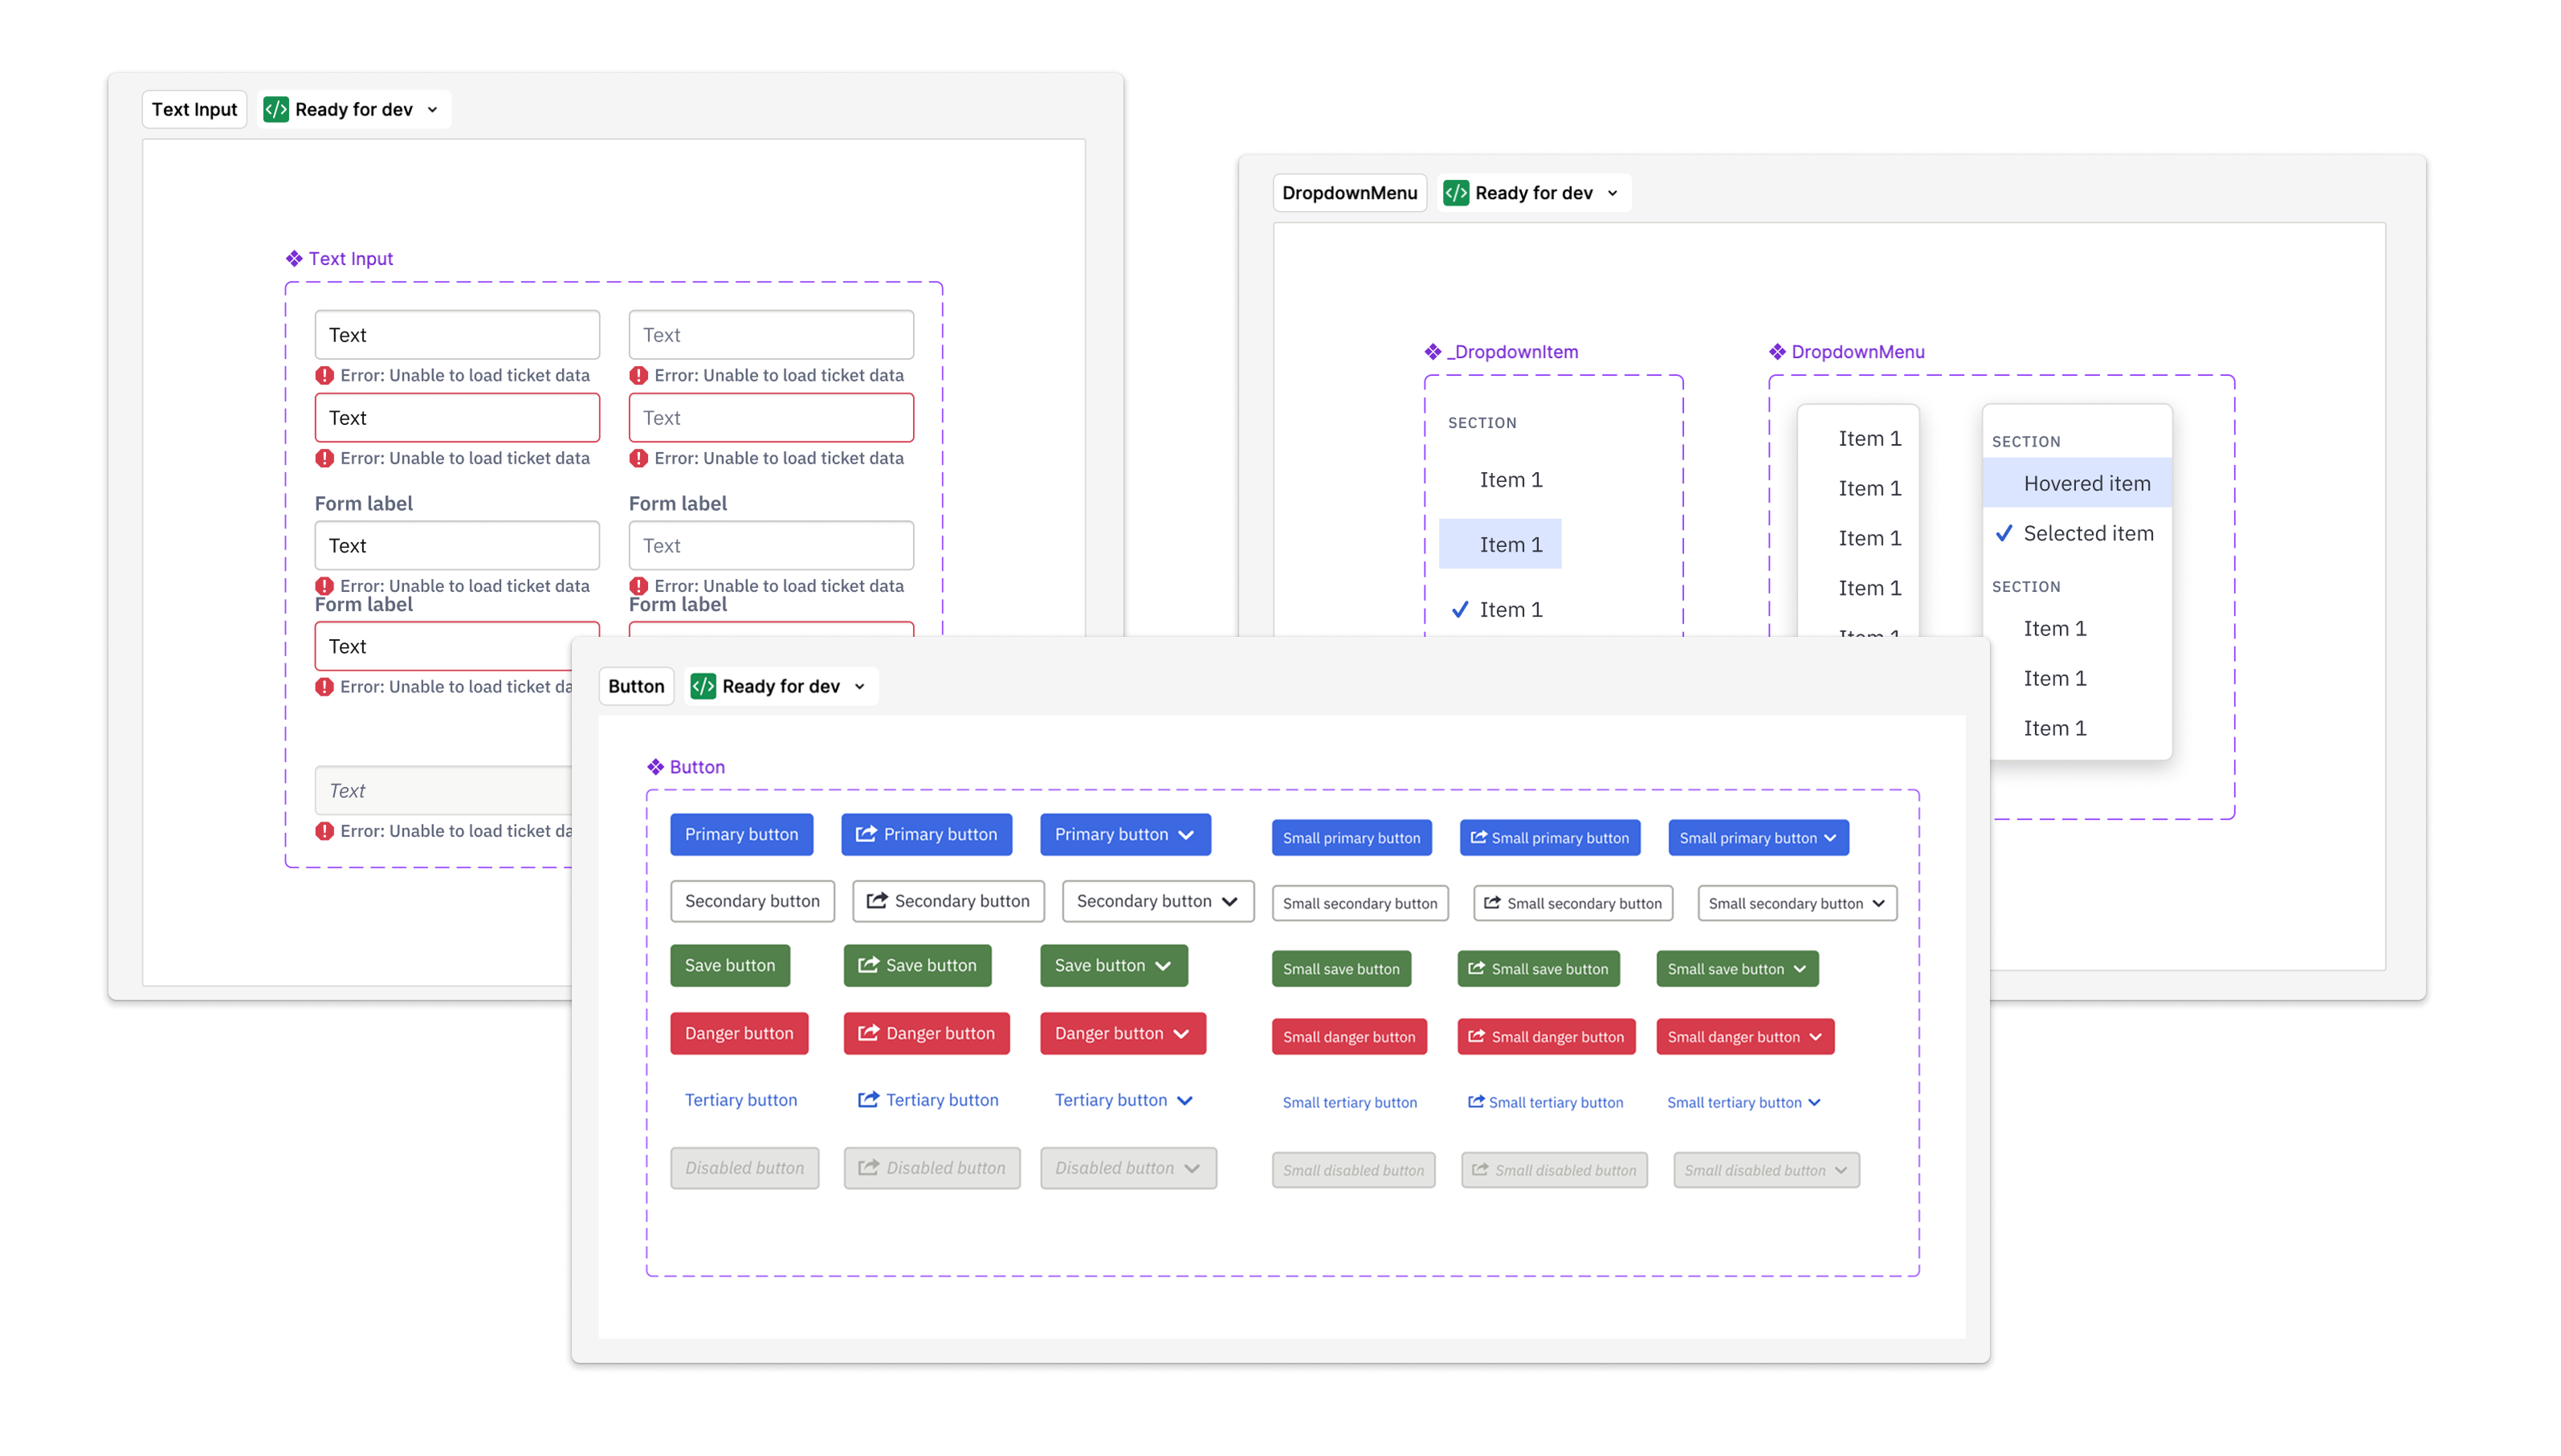 Text Input
Ready for dev
Text Input
Text Text
Error: Unable to load ticket data Error: Unable to load ticket data
Text Text
Error: Unable to load ticket data Error: Unable to load ticket data
Form label Form label
Text Text
Error: Unable to load ticket data Error: Unable to load ticket data
Form label Form label
Text
Error: Unable to load ticket da
Text
Error: Unable to load ticket da
DropdownMenu
Ready for dev
_DropdownItem
SECTION
Item 1
Item 1
Item 1
DropdownMenu
Item 1
Item 1
Item 1
Item 1
Item 1
SECTION
Hovered item
Selected item
SECTION
Item 1
Item 1
Item 1
Button
Ready for dev
Button
Primary button Primary button Primary button Small primary button Small primary button Small primary button
Secondary button Secondary button Secondary button Small secondary button Small secondary button Small secondary button
Save button Save button Save button Small save button Small save button Small save button
Danger button Danger button Danger button Small danger button Small danger button Small danger button
Tertiary button Tertiary button Tertiary button Small tertiary button Small tertiary button Small tertiary button
Disabled button Disabled button Disabled button Small disabled button Small disabled button Small disabled button